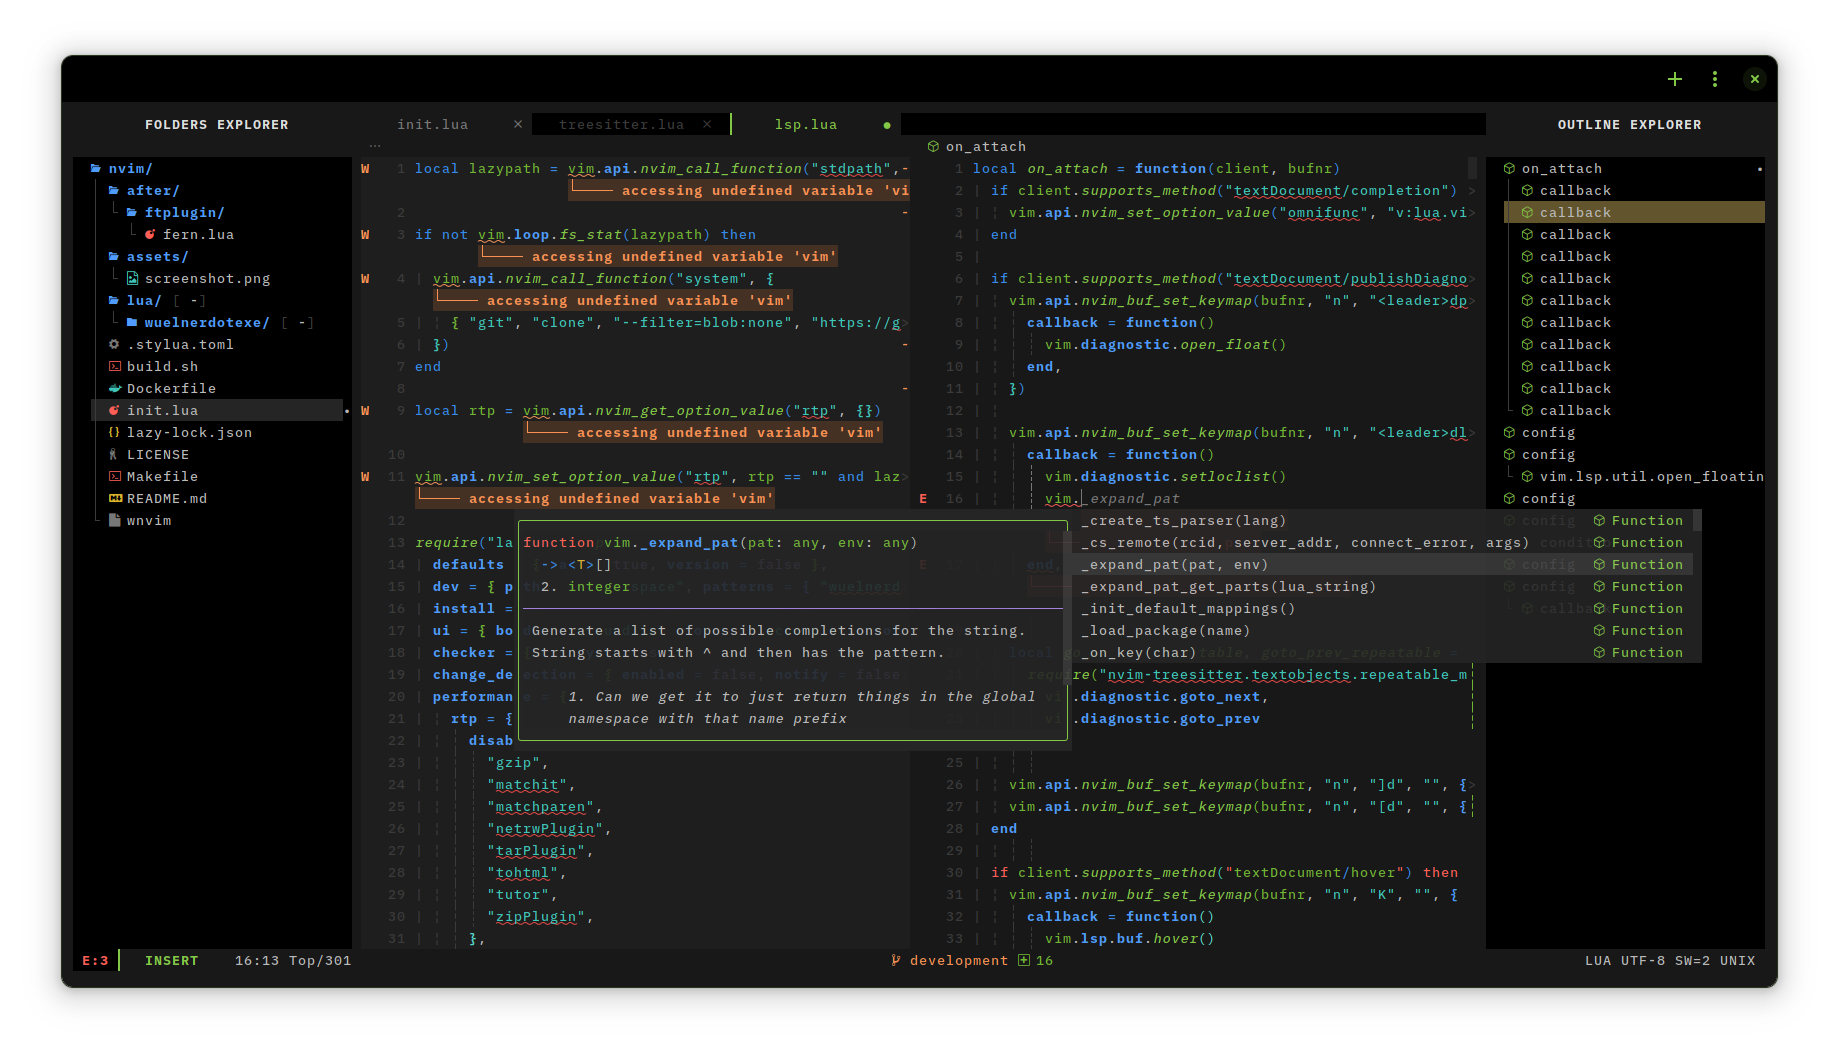 FOLDERS EXPLORER
nvim/
after/
ftplugin/
fern.lua
assets/
screenshot.png
lua/ [ -]
wuelnerdotexe/ [ -]
.stylua.toml
build.sh
Dockerfile
init.lua
lazy-lock.json
LICENSE
Makefile
README.md
wnvim
init.lua × treesitter.lua × lsp.lua ●
...
W 1 local lazypath = vim.api.nvim_call_function("stdpath",-
accessing undefined variable 'vi
2 -
W 3 if not vim.loop.fs_stat(lazypath) then
accessing undefined variable 'vim'
W 4 vim.api.nvim_call_function("system", {
accessing undefined variable 'vim'
5 { "git", "clone", "--filter=blob:none", "https://g>
6 }) -
7 end
8 -
W 9 local rtp = vim.api.nvim_get_option_value("rtp", {})
accessing undefined variable 'vim'
10
W 11 vim.api.nvim_set_option_value("rtp", rtp == "" and laz>
accessing undefined variable 'vim'
12
13 require("la
14 defaults
15 dev = { p
16 install =
17 ui = { bo
18 checker =
19 change_de
20 performan
21 rtp = {
22 disab
23 "gzip",
24 "matchit",
25 "matchparen",
26 "netrwPlugin",
27 "tarPlugin",
28 "tohtml",
29 "tutor",
30 "zipPlugin",
31 },
function vim._expand_pat(pat: any, env: any)
-> <T>[]
2. integer
Generate a list of possible completions for the string.
String starts with ^ and then has the pattern.
1. Can we get it to just return things in the global
namespace with that name prefix
on_attach
1 local on_attach = function(client, bufnr)
2 if client.supports_method("textDocument/completion") >
3 vim.api.nvim_set_option_value("omnifunc", "v:lua.vi>
4 end
5
6 if client.supports_method("textDocument/publishDiagno>
7 vim.api.nvim_buf_set_keymap(bufnr, "n", "<leader>dp>
8 callback = function()
9 vim.diagnostic.open_float()
10 end,
11 })
12
13 vim.api.nvim_buf_set_keymap(bufnr, "n", "<leader>dl>
14 callback = function()
15 vim.diagnostic.setloclist()
E 16 vim._expand_pat
_create_ts_parser(lang) Function
_cs_remote(rcid, server_addr, connect_error, args) Function
_expand_pat(pat, env) Function
_expand_pat_get_parts(lua_string) Function
_init_default_mappings() Function
_load_package(name) Function
_on_key(char) Function
require("nvim-treesitter.textobjects.repeatable_m
.diagnostic.goto_next,
.diagnostic.goto_prev
25
26 vim.api.nvim_buf_set_keymap(bufnr, "n", "]d", "", {>
27 vim.api.nvim_buf_set_keymap(bufnr, "n", "[d", "", {
28 end
29
30 if client.supports_method("textDocument/hover") then
31 vim.api.nvim_buf_set_keymap(bufnr, "n", "K", "", {
32 callback = function()
33 vim.lsp.buf.hover()
OUTLINE EXPLORER
on_attach
callback
callback
callback
callback
callback
callback
callback
callback
callback
callback
callback
config
config
vim.lsp.util.open_floatin
config
E:3 INSERT 16:13 Top/301 development 16 LUA UTF-8 SW=2 UNIX